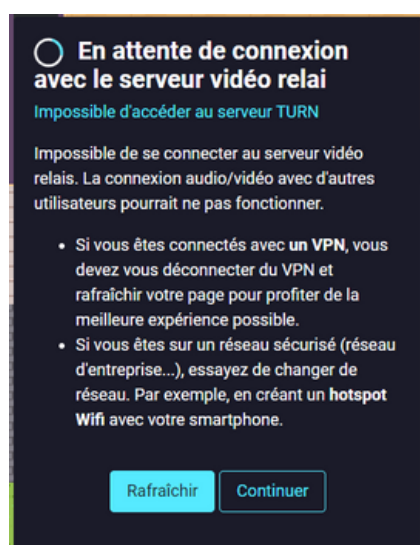 En attente de connexion
avec le serveur vidéo relai
Impossible d'accéder au serveur TURN
Impossible de se connecter au serveur vidéo
relais. La connexion audio/vidéo avec d'autres
utilisateurs pourrait ne pas fonctionner.
• Si vous êtes connectés avec un VPN, vous
devez vous déconnecter du VPN et
rafraîchir votre page pour profiter de la
meilleure expérience possible.
• Si vous êtes sur un réseau sécurisé (réseau
d'entreprise...), essayez de changer de
réseau. Par exemple, en créant un hotspot
Wifi avec votre smartphone.
Rafraîchir
Continuer